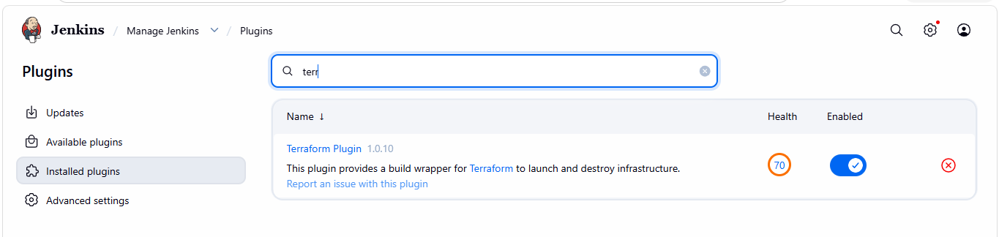 Jenkins / Manage Jenkins / Plugins
Plugins
terr
Updates
Available plugins
Installed plugins
Advanced settings
Name ↓ Health Enabled
Terraform Plugin 1.0.10
This plugin provides a build wrapper for Terraform to launch and destroy infrastructure.
Report an issue with this plugin
70